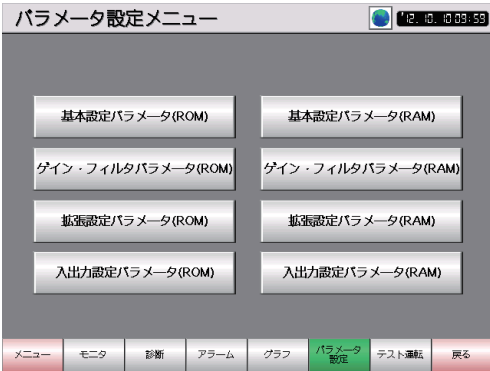 パラメータ設定メニュー
'12. 10. 10 09:59
基本設定パラメータ(ROM)
基本設定パラメータ(RAM)
ゲイン・フィルタパラメータ(ROM)
ゲイン・フィルタパラメータ(RAM)
拡張設定パラメータ(ROM)
拡張設定パラメータ(RAM)
入出力設定パラメータ(ROM)
入出力設定パラメータ(RAM)
メニュー
モニタ
診断
アラーム
グラフ
パラメータ
設定
テスト運転
戻る